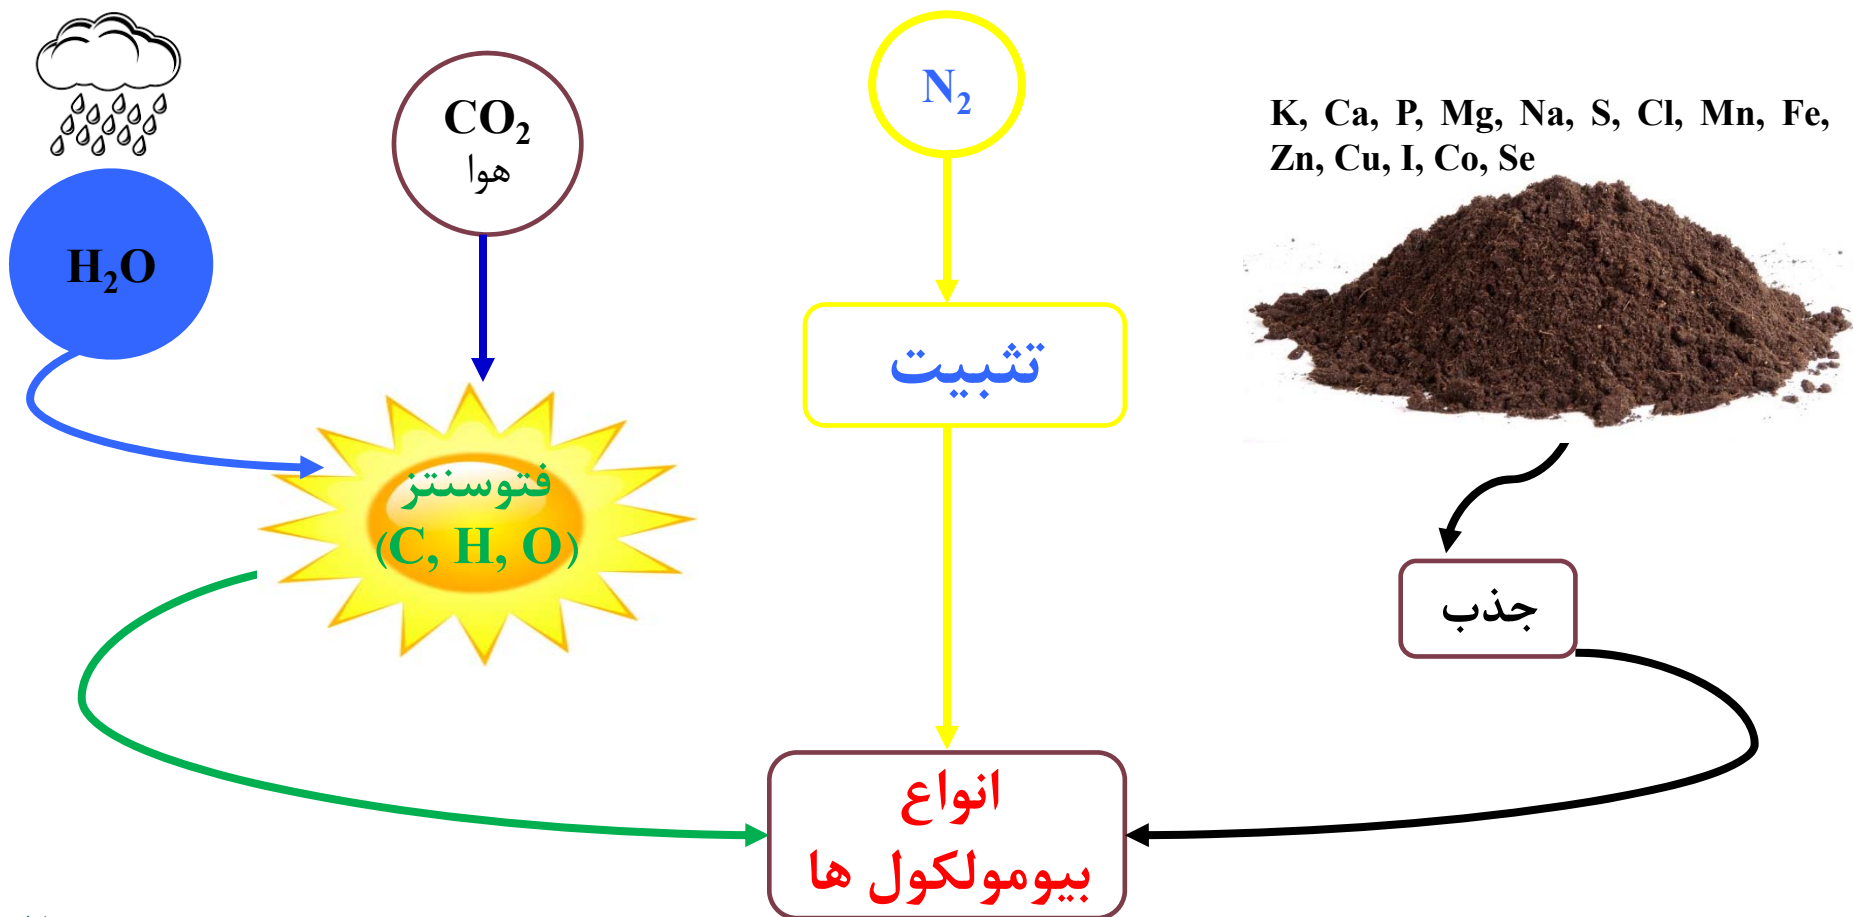 H₂O
CO₂
هوا
N₂
K, Ca, P, Mg, Na, S, Cl, Mn, Fe,
Zn, Cu, I, Co, Se
تثبیت
فتوسنتز
(C, H, O)
جذب
انواع
بیومولکول ها